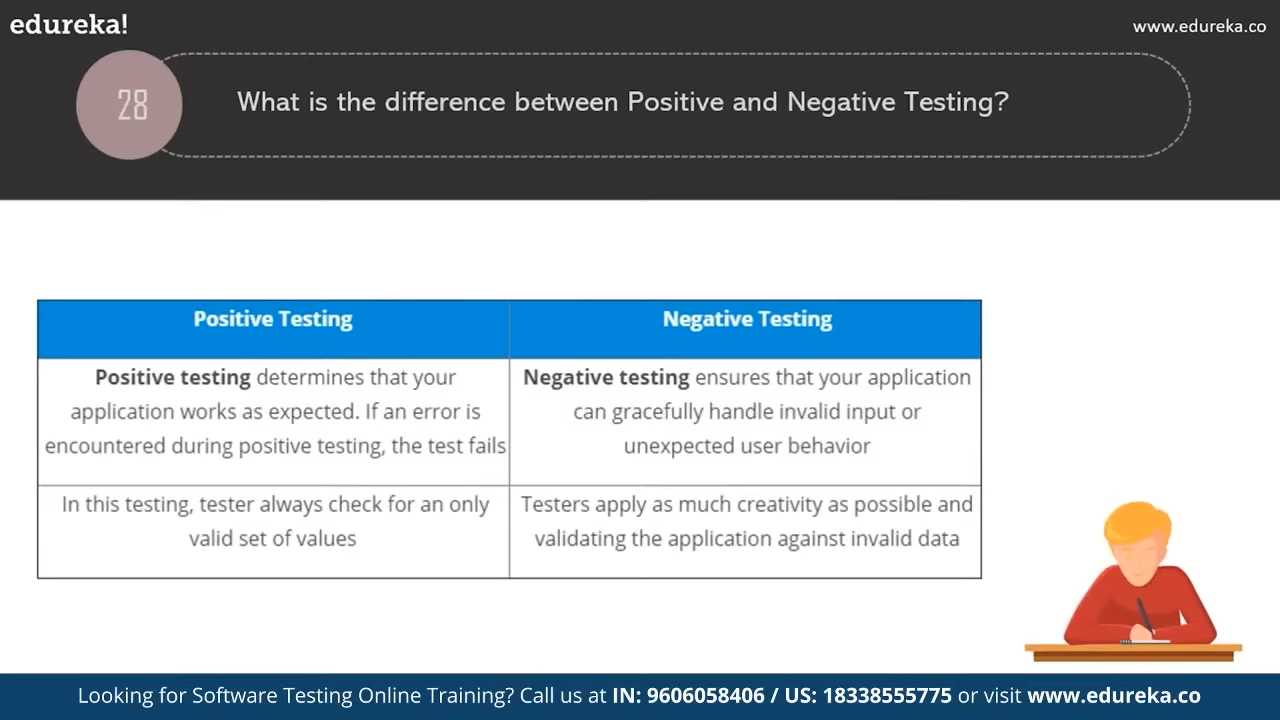 edureka!
www.edureka.co
28
What is the difference between Positive and Negative Testing?
Positive Testing
Negative Testing
Positive testing determines that your
application works as expected. If an error is
encountered during positive testing, the test fails
Negative testing ensures that your application
can gracefully handle invalid input or
unexpected user behavior
In this testing, tester always check for an only
valid set of values
Testers apply as much creativity as possible and
validating the application against invalid data
Looking for Software Testing Online Training? Call us at IN: 9606058406 / US: 18338555775 or visit www.edureka.co